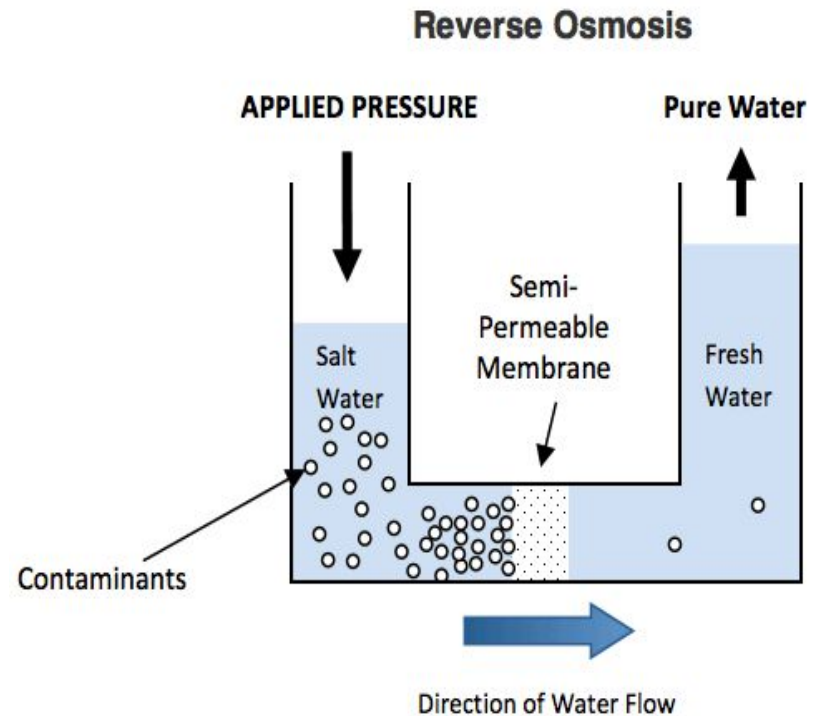 Reverse Osmosis
APPLIED PRESSURE
Pure Water
Semi-
Permeable
Membrane
Salt
Water
Fresh
Water
Contaminants
Direction of Water Flow